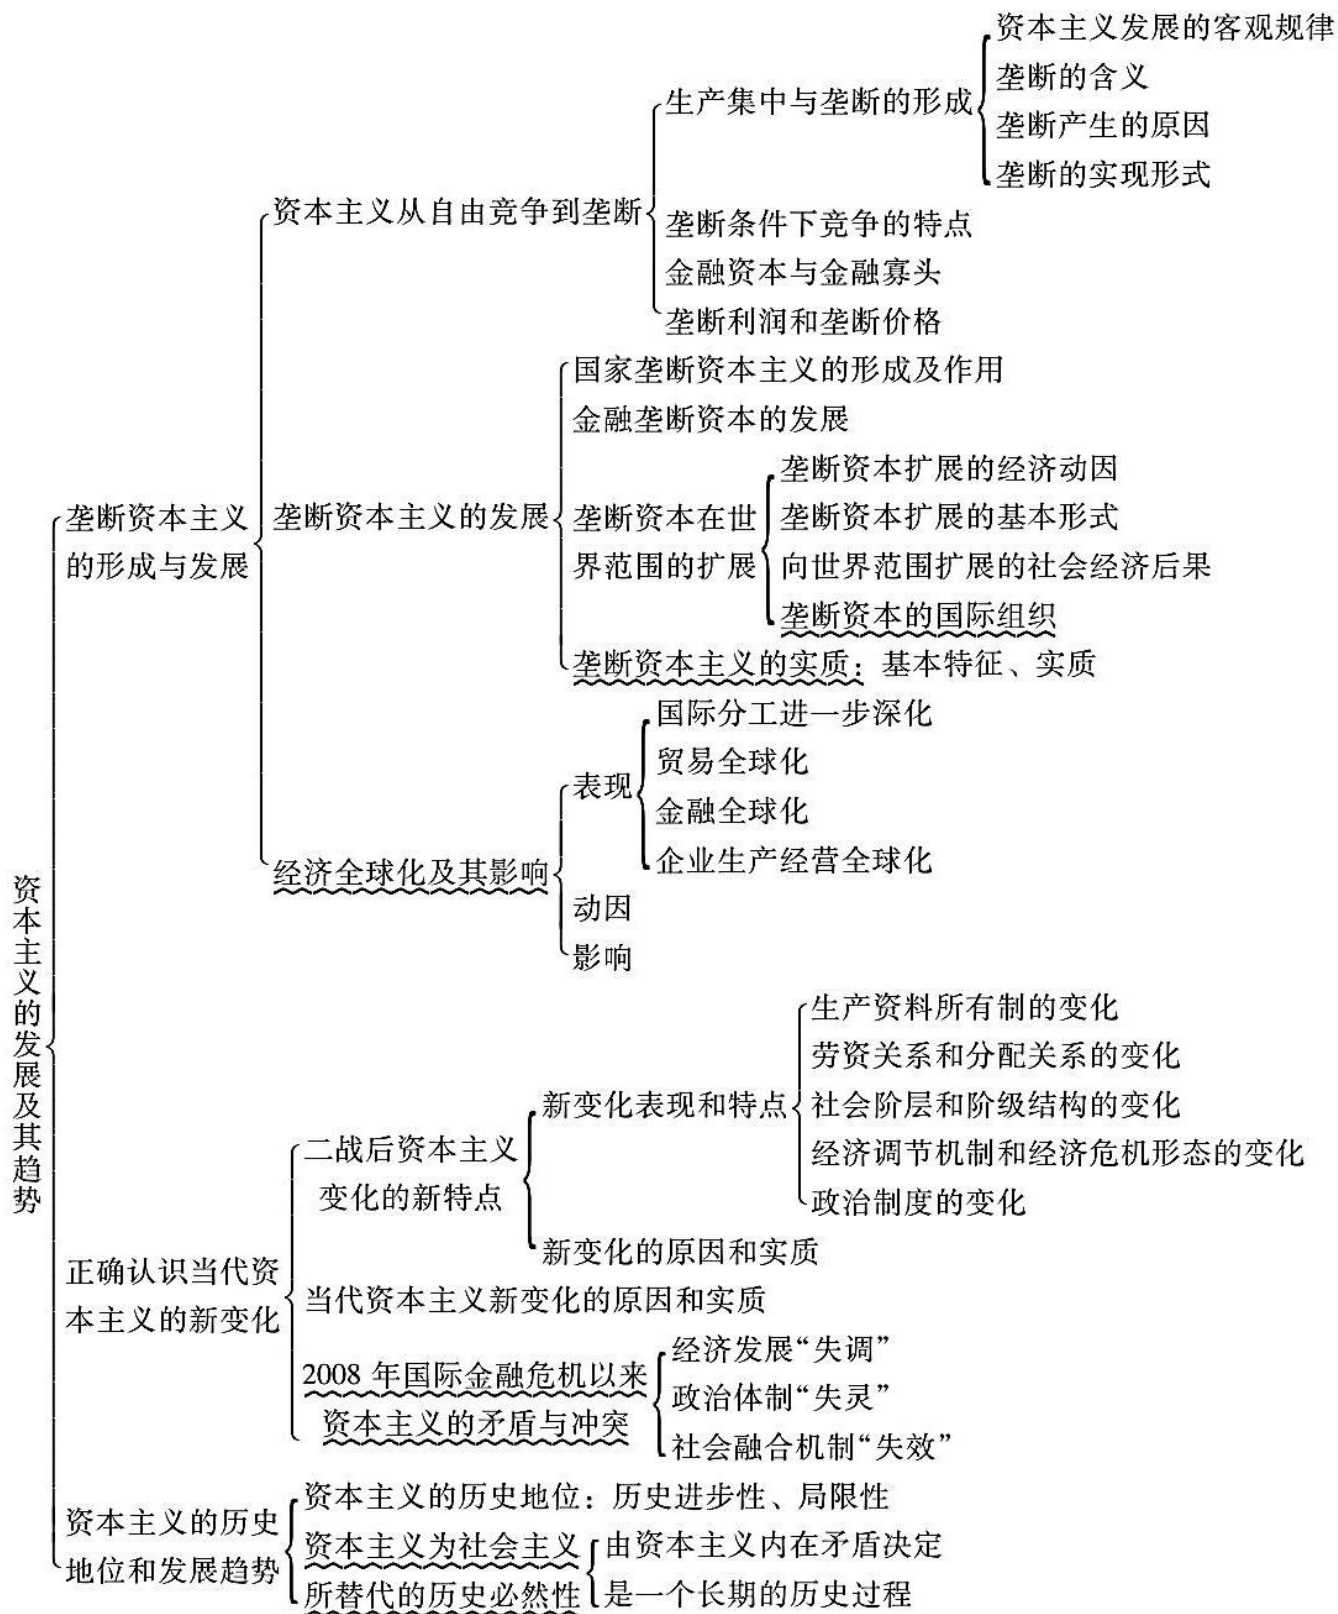 资本主义的发展及其趋势
垄断资本主义
的形成与发展
资本主义从自由竞争到垄断
生产集中与垄断的形成
资本主义发展的客观规律
垄断的含义
垄断产生的原因
垄断的实现形式
垄断条件下竞争的特点
金融资本与金融寡头
垄断利润和垄断价格
垄断资本主义的发展
国家垄断资本主义的形成及作用
金融垄断资本的发展
垄断资本在世
界范围的扩展
垄断资本扩展的经济动因
垄断资本扩展的基本形式
向世界范围扩展的社会经济后果
垄断资本的国际组织
垄断资本主义的实质：基本特征、实质
经济全球化及其影响
表现
国际分工进一步深化
贸易全球化
金融全球化
企业生产经营全球化
动因
影响
正确认识当代资
本主义的新变化
二战后资本主义
变化的新特点
新变化表现和特点
生产资料所有制的变化
劳资关系和分配关系的变化
社会阶层和阶级结构的变化
经济调节机制和经济危机形态的变化
政治制度的变化
新变化的原因和实质
当代资本主义新变化的原因和实质
2008 年国际金融危机以来
资本主义的矛盾与冲突
经济发展“失调”
政治体制“失灵”
社会融合机制“失效”
资本主义的历史
地位和发展趋势
资本主义的历史地位：历史进步性、局限性
资本主义为社会主义
所替代的历史必然性
由资本主义内在矛盾决定
是一个长期的历史过程